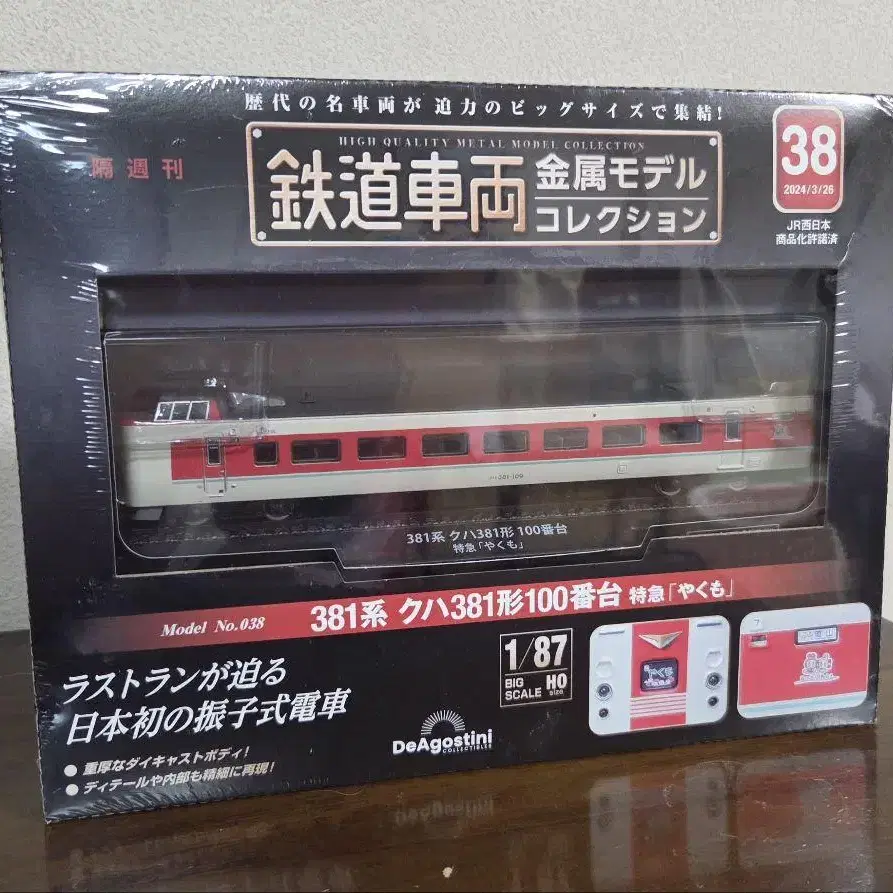 歴代の名車両が 迫力のビッグサイズで集結!
隔週刊
HIGH QUALITY METAL MODEL COLLECTION
鉄道車両
金属モデル
コレクション
38
2024/3/26
JR西日本
商品化許諾済
381系 クハ381形 100番台
特急「やくも」
Model No.038
381系 クハ381形100番台 特急「やくも」
ラストランが迫る
日本初の振子式電車
● 重厚なダイキャストボディ!
● ディテールや内部も精細に再現!
1/87
BIG
SCALE
HO
size
DeAgostini
COLLECTIBLES
やくも
7